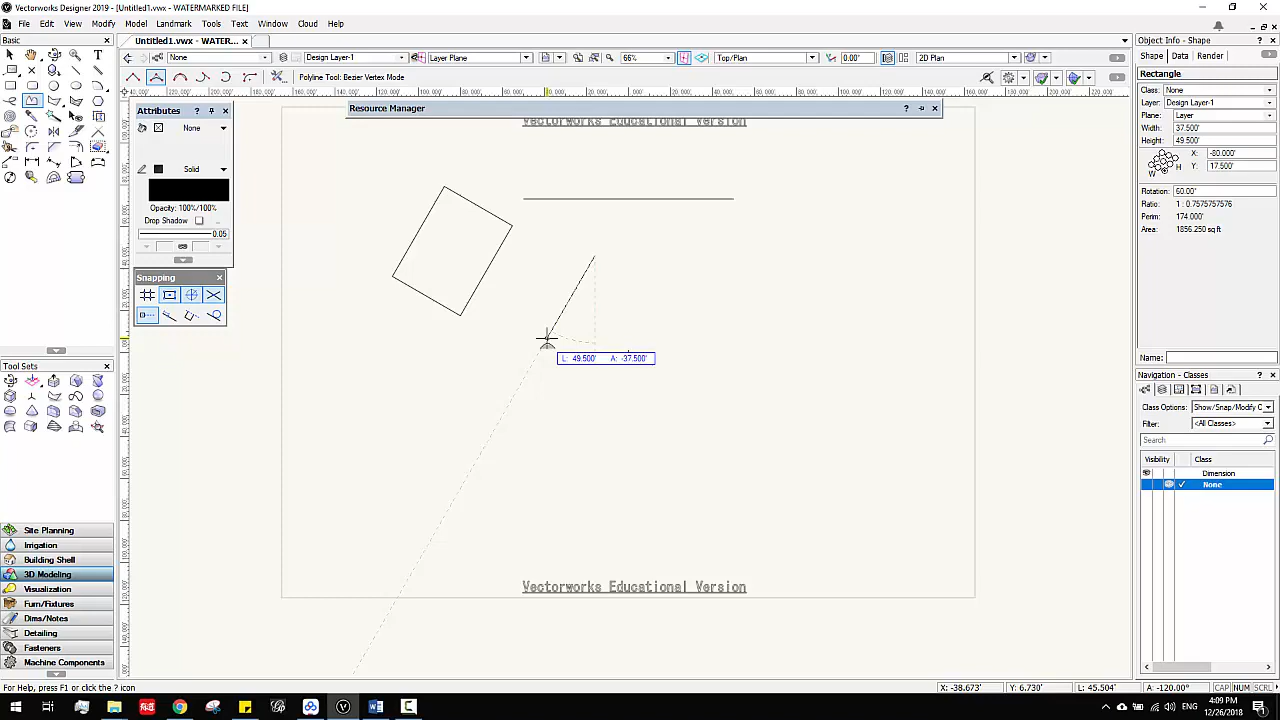 Vectorworks Designer 2019 - [Untitled1.vwx - WATERMARKED FILE]
File Edit View Modify Model Landmark Tools Text Window Cloud Help
Basic
Untitled1.vwx - WATER...
None
Design Layer-1
Layer Plane
66%
Top/Plan
0.00°
2D Plan
Polyline Tool: Bezier Vertex Mode
Attributes
None
Solid
Opacity: 100%/100%
Drop Shadow
0.05
Snapping
Resource Manager
Vectorworks Educational Version
L: 49.500' A: -37.500'
Vectorworks Educational Version
Tool Sets
Site Planning
Irrigation
Building Shell
3D Modeling
Visualization
Furn/Fixtures
Dims/Notes
Detailing
Fasteners
Machine Components
Object Info - Shape
Shape Data Render
Rectangle
Class: None
Layer: Design Layer-1
Plane: Layer
Width: 37.500'
Height: 49.500'
X: -80.000'
Y: 17.500'
H
W
Rotation: 60.00°
Ratio: 1 : 0.7575757576
Perim: 174.000'
Area: 1856.250 sq ft
Name:
Navigation - Classes
Class Options: Show/Snap/Modify O
Filter: <All Classes>
Search
Visibility Class
Dimension
None
For Help, press F1 or click the ? icon
X: -38.673' Y: 6.730' L: 45.504' A: -120.00° CAP NUM SCRL
4:09 PM
12/26/2018